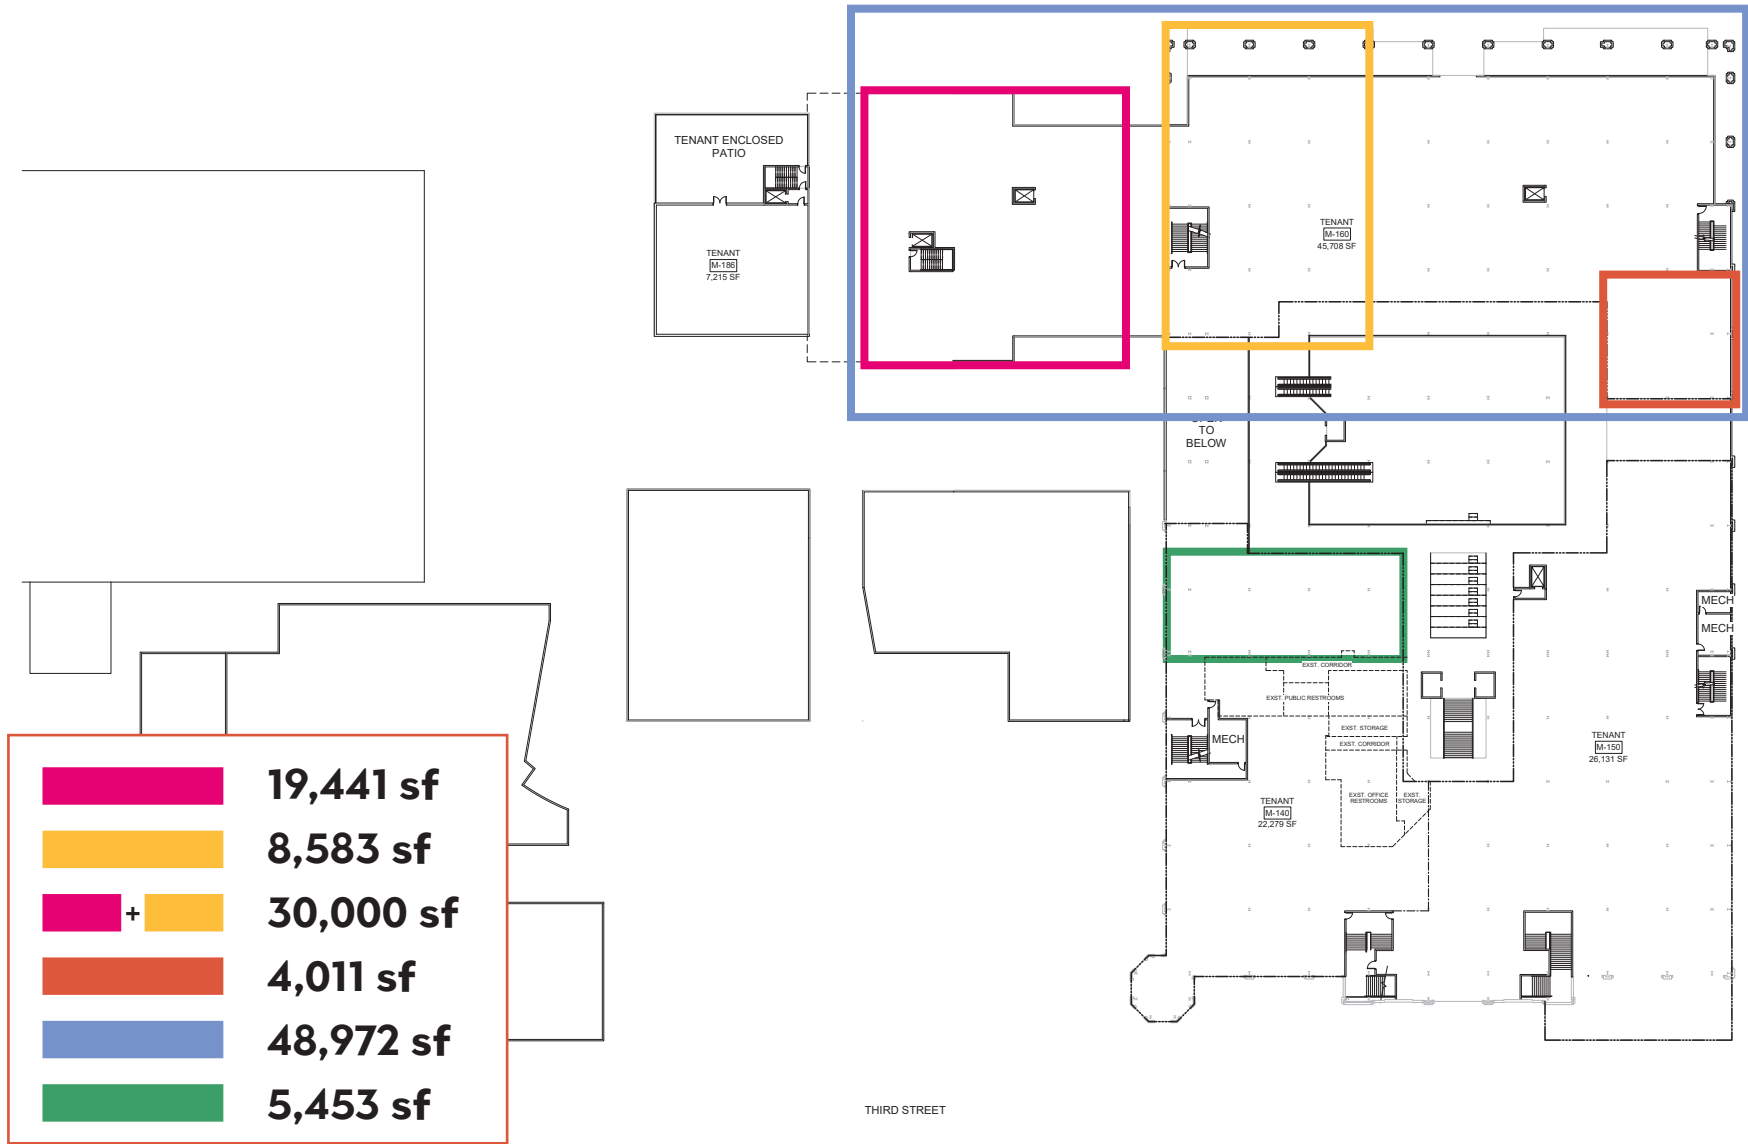 TENANT ENCLOSED
PATIO
TENANT
M-186
7,215 SF
TENANT
M-160
45,708 SF
TO
BELOW
MECH
MECH
EXST. CORRIDOR
EXST. PUBLIC RESTROOMS
EXST. STORAGE
EXST. CORRIDOR
MECH
EXST. OFFICE
RESTROOMS
EXST.
STORAGE
TENANT
M-140
22,279 SF
TENANT
M-150
26,131 SF
19,441 sf
8,583 sf
+ 30,000 sf
4,011 sf
48,972 sf
5,453 sf
THIRD STREET